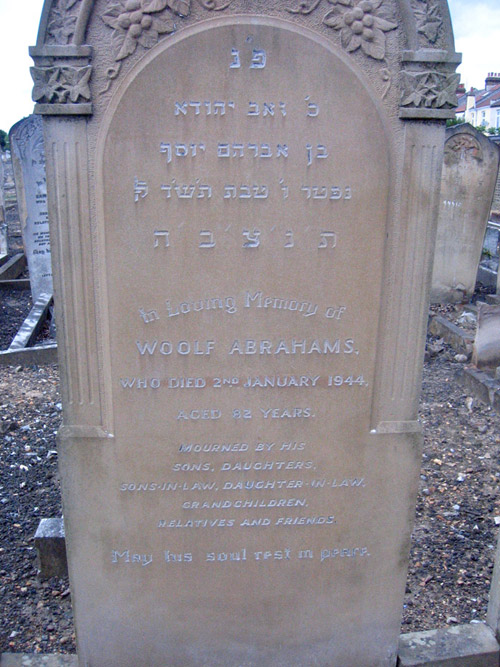 פ׳נ
כ׳ זאב יהודא
בן אברהם יוסף
נפטר ו׳ טבת תש״ד לק
ת׳נ׳צ׳ב׳ה׳
In Loving Memory of
WOOLF ABRAHAMS.
WHO DIED 2ND JANUARY 1944,
AGED 82 YEARS.
MOURNED BY HIS
SONS, DAUGHTERS,
SONS-IN-LAW, DAUGHTER-IN-LAW,
GRANDCHILDREN,
RELATIVES AND FRIENDS.
May his soul rest in peace.